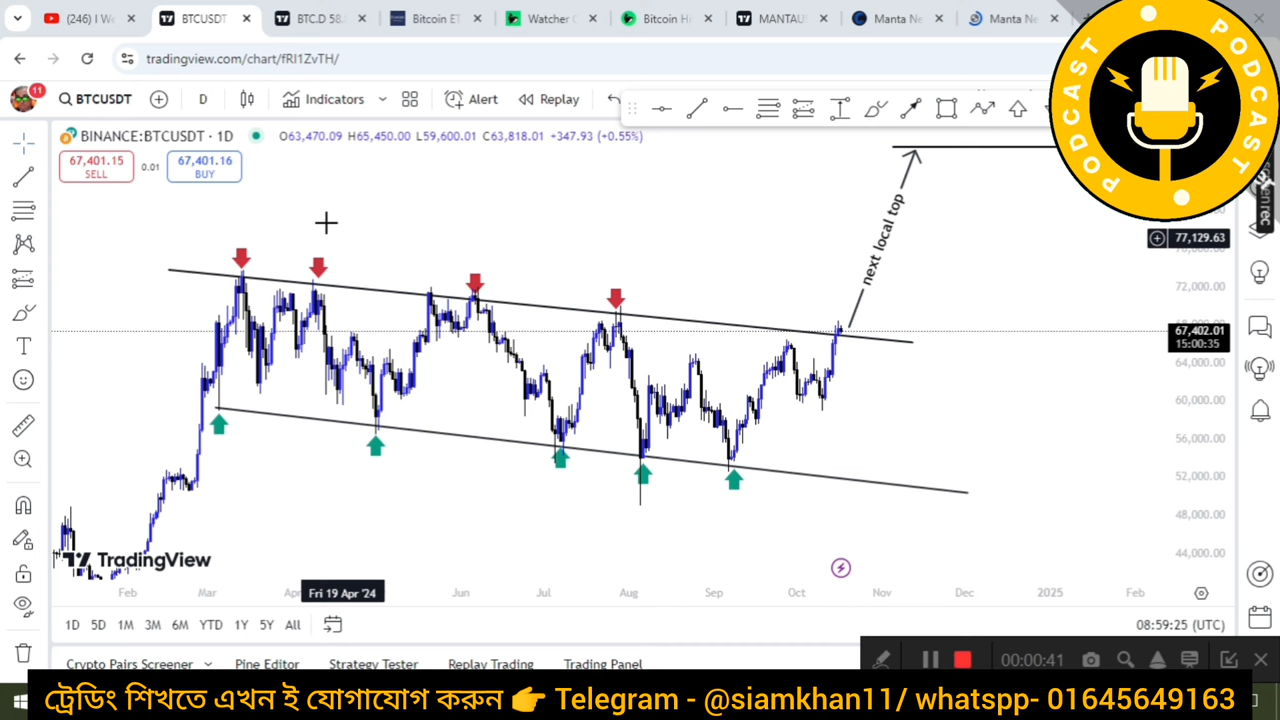 (246) I We
BTCUSDT
BTC.D 58.
Bitcoin ET
Watcher
Bitcoin H
MANTAUS
Manta Ne
Manta Ne
tradingview.com/chart/fRI1ZvTH/
11
BTCUSDT
D
Indicators
Alert
Replay
BINANCE:BTCUSDT · 1D
O63,470.09 H65,450.00 L59,600.01 C63,818.01 +347.93 (+0.55%)
67,401.15
SELL
0.01
67,401.16
BUY
PODCAST
PODCAST
rec
next local top
77,129.63
72,000.00
67,402.01
15:00:35
64,000.00
60,000.00
56,000.00
52,000.00
48,000.00
44,000.00
TradingView
Feb
Mar
Fri 19 Apr '24
Jun
Jul
Aug
Sep
Oct
Nov
Dec
2025
Feb
1D 5D 1M 3M 6M YTD 1Y 5Y All
08:59:25 (UTC)
Crypto Pairs Screener
Pine Editor
Strategy Tester
Replay Trading
Trading Panel
00:00:41
ট্রেডিং শিখতে এখন ই যোগাযোগ করুন 👉 Telegram - @siamkhan11/ whatspp- 01645649163